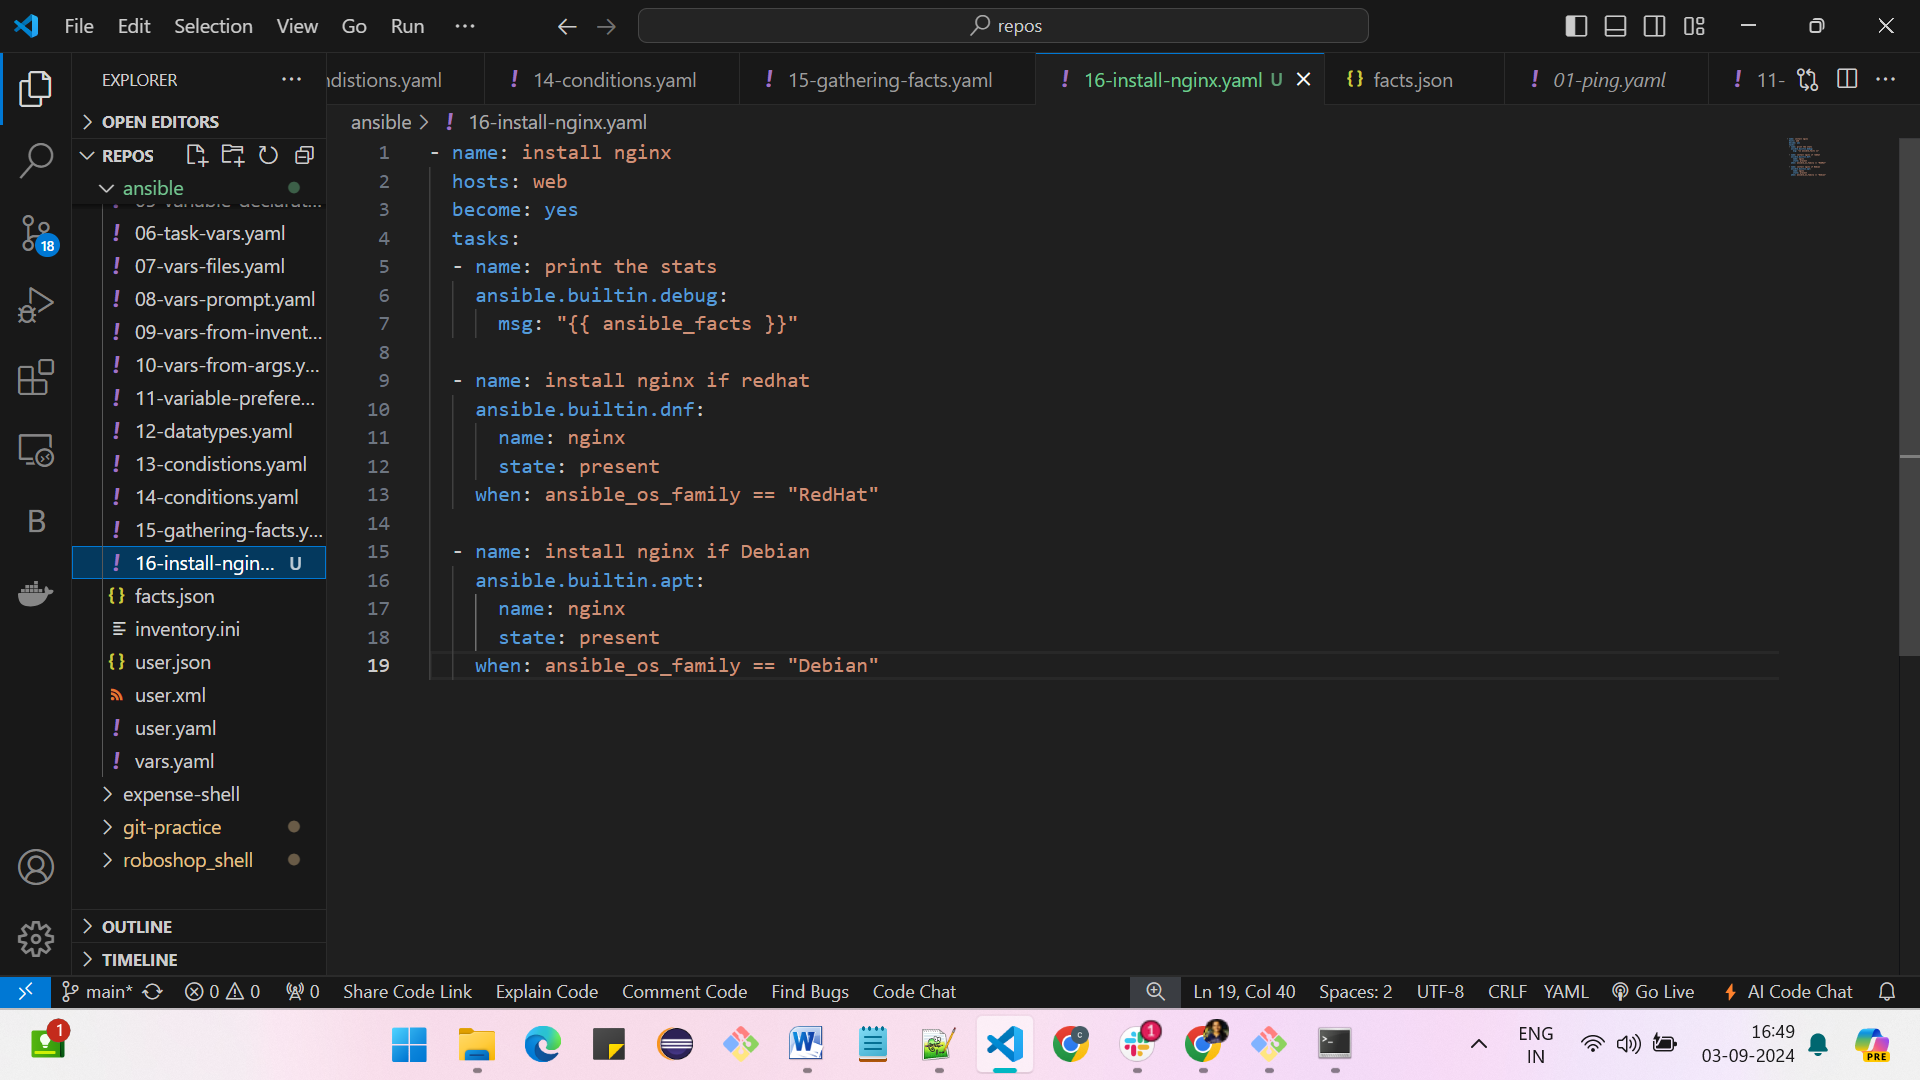 File Edit Selection View Go Run ···
repos
EXPLORER
ndistions.yaml
! 14-conditions.yaml
! 15-gathering-facts.yaml
! 16-install-nginx.yaml U
{} facts.json
! 01-ping.yaml
! 11-
OPEN EDITORS
REPOS
ansible
! 06-task-vars.yaml
! 07-vars-files.yaml
! 08-vars-prompt.yaml
! 09-vars-from-invent...
! 10-vars-from-args.y...
! 11-variable-prefere...
! 12-datatypes.yaml
! 13-condistions.yaml
! 14-conditions.yaml
! 15-gathering-facts.y...
! 16-install-ngin... U
{} facts.json
inventory.ini
{} user.json
user.xml
! user.yaml
! vars.yaml
expense-shell
git-practice
roboshop_shell
OUTLINE
TIMELINE
18
B
ansible > ! 16-install-nginx.yaml
1 - name: install nginx
2 hosts: web
3 become: yes
4 tasks:
5 - name: print the stats
6 ansible.builtin.debug:
7 msg: "{{ ansible_facts }}"
8
9 - name: install nginx if redhat
10 ansible.builtin.dnf:
11 name: nginx
12 state: present
13 when: ansible_os_family == "RedHat"
14
15 - name: install nginx if Debian
16 ansible.builtin.apt:
17 name: nginx
18 state: present
19 when: ansible_os_family == "Debian"
main* 0 0 0 Share Code Link Explain Code Comment Code Find Bugs Code Chat Ln 19, Col 40 Spaces: 2 UTF-8 CRLF YAML Go Live AI Code Chat
1
W
1
C
ENG
IN
16:49
03-09-2024
PRE